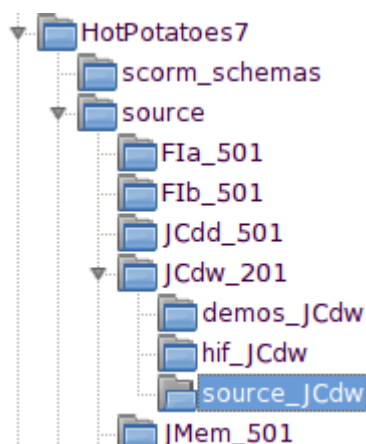 HotPotatoes7
scorm_schemas
source
FIa_501
FIb_501
JCdd_501
JCdw_201
demos_JCdw
hif_JCdw
source_JCdw
JMem_501